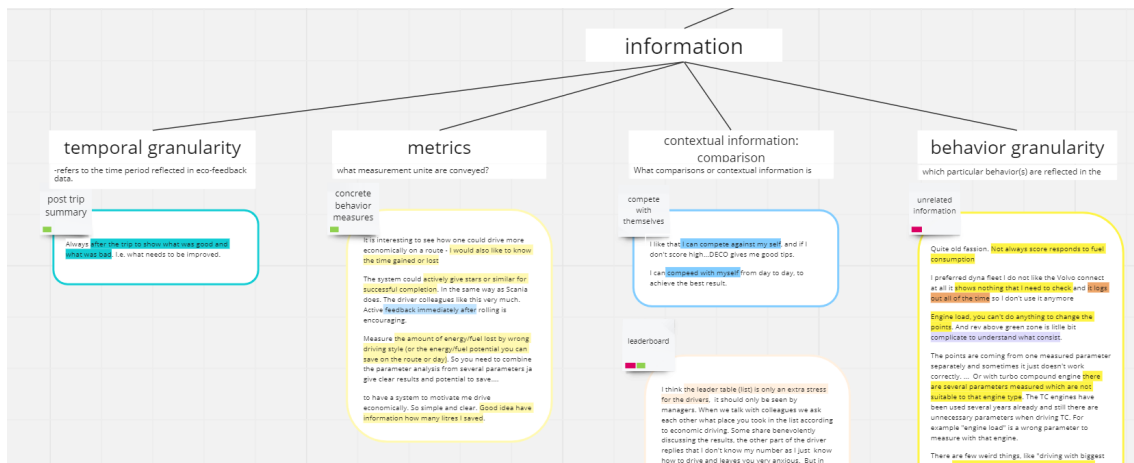 information
temporal granularity
-refers to the time period reflected in eco-feedback
data.
post trip
summary
Always after the trip to show what was good and
what was bad. I.e. what needs to be improved.
metrics
what measurement unite are conveyed?
concrete
behavior
measures
It is interesting to see how one could drive more
economically on a route - I would also like to know
the time gained or lost
The system could actively give stars or similar for
successful completion. In the same way as Scania
does. The driver colleagues like this very much.
Active feedback immediately after rolling is
encouraging.
Measure the amount of energy/fuel lost by wrong
driving style (or the energy/fuel potential you can
save on the route or day). So you need to combine
the parameter analysis from several parameters ja
give clear results and potential to save....
to have a system to motivate me drive
economically. So simple and clear. Good idea have
information how many litres I saved.
contextual information:
comparison
What comparisons or contextual information is
compete
with
themselves
I like that I can compete against my self. and if I
don't score high...DECO gives me good tips.
I can compeed with myself from day to day, to
achieve the best result.
leaderboard
I think the leader table (list) is only an extra stress
for the drivers, it should only be seen by
managers. When we talk with colleagues we ask
each other what place you took in the list according
to economic driving. Some share benevolently
discussing the results, the other part of the driver
replies that I don't know my number as I just know
how to drive and leaves you very anxious. But in
behavior granularity
which particular behavior(s) are reflected in the
unrelated
information
Quite old fassion. Not always score responds to fuel
consumption
I preferred dyna fleet I do not like the Volvo connect
at all it shows nothing that I need to check and it logs
out all of the time so I don't use it anymore
Engine load, you can't do anything to change the
points. And rev above green zone is litlle bit
complicate to understand what consist.
The points are coming from one measured parameter
separately and sometimes it just doesn't work
correctly. ... Or with turbo compound engine there
are several parameters measured which are not
suitable to that engine type. The TC engines have
been used several years already and still there are
unnecessary parameters when driving TC. For
example "engine load" is a wrong parameter to
measure with that engine.
There are few weird things, like "driving with biggest